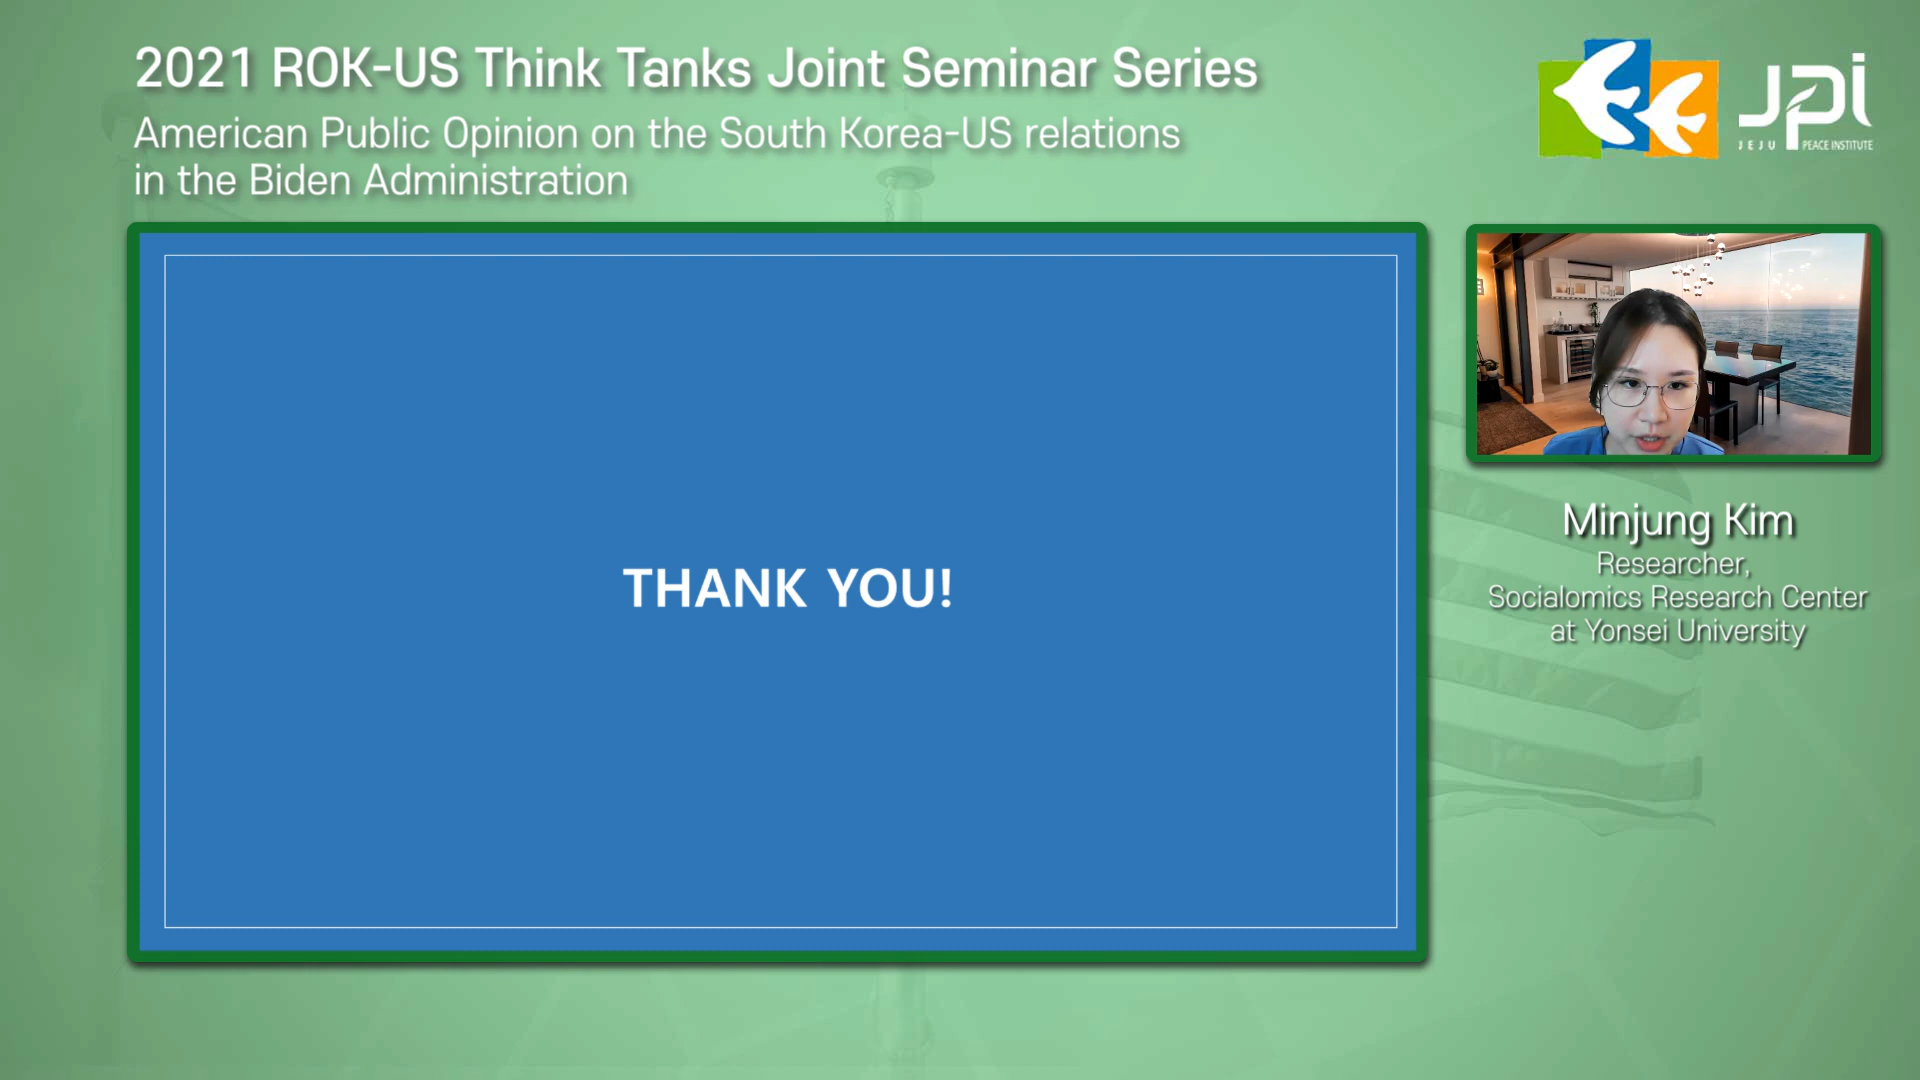 2021 ROK-US Think Tanks Joint Seminar Series
American Public Opinion on the South Korea-US relations
in the Biden Administration
JPI
JEJU PEACE INSTITUTE
THANK YOU!
Minjung Kim
Researcher,
Socialomics Research Center
at Yonsei University